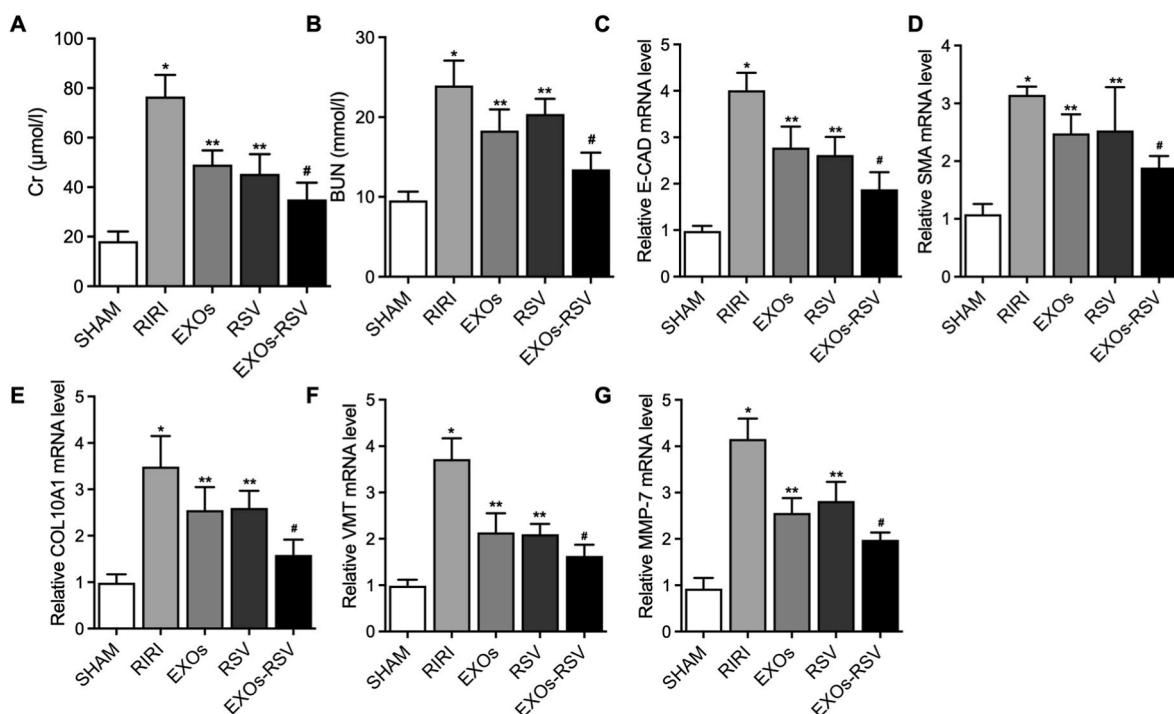 A
Cr (μmol/l)
100
80
60
40
20
0
*
**
**
#
SHAM
RIRI
EXOs
RSV
EXOs-RSV
B
BUN (mmol/l)
30
20
10
0
*
**
**
#
SHAM
RIRI
EXOs
RSV
EXOs-RSV
C
Relative E-CAD mRNA level
5
4
3
2
1
0
*
**
**
#
SHAM
RIRI
EXOs
RSV
EXOs-RSV
D
Relative SMA mRNA level
4
3
2
1
0
*
**
**
#
SHAM
RIRI
EXOs
RSV
EXOs-RSV
E
Relative COL10A1 mRNA level
5
4
3
2
1
0
*
**
**
#
SHAM
RIRI
EXOs
RSV
EXOs-RSV
F
Relative VMT mRNA level
5
4
3
2
1
0
*
**
**
#
SHAM
RIRI
EXOs
RSV
EXOs-RSV
G
Relative MMP-7 mRNA level
5
4
3
2
1
0
*
**
**
#
SHAM
RIRI
EXOs
RSV
EXOs-RSV